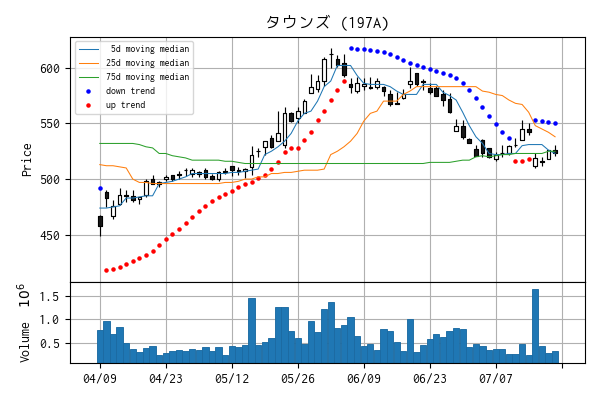 タウンズ (197A)
5d moving median
25d moving median
75d moving median
down trend
up trend
Price
600
550
500
450
Volume 10^6
1.5
1.0
0.5
04/09 04/23 05/12 05/26 06/09 06/23 07/07